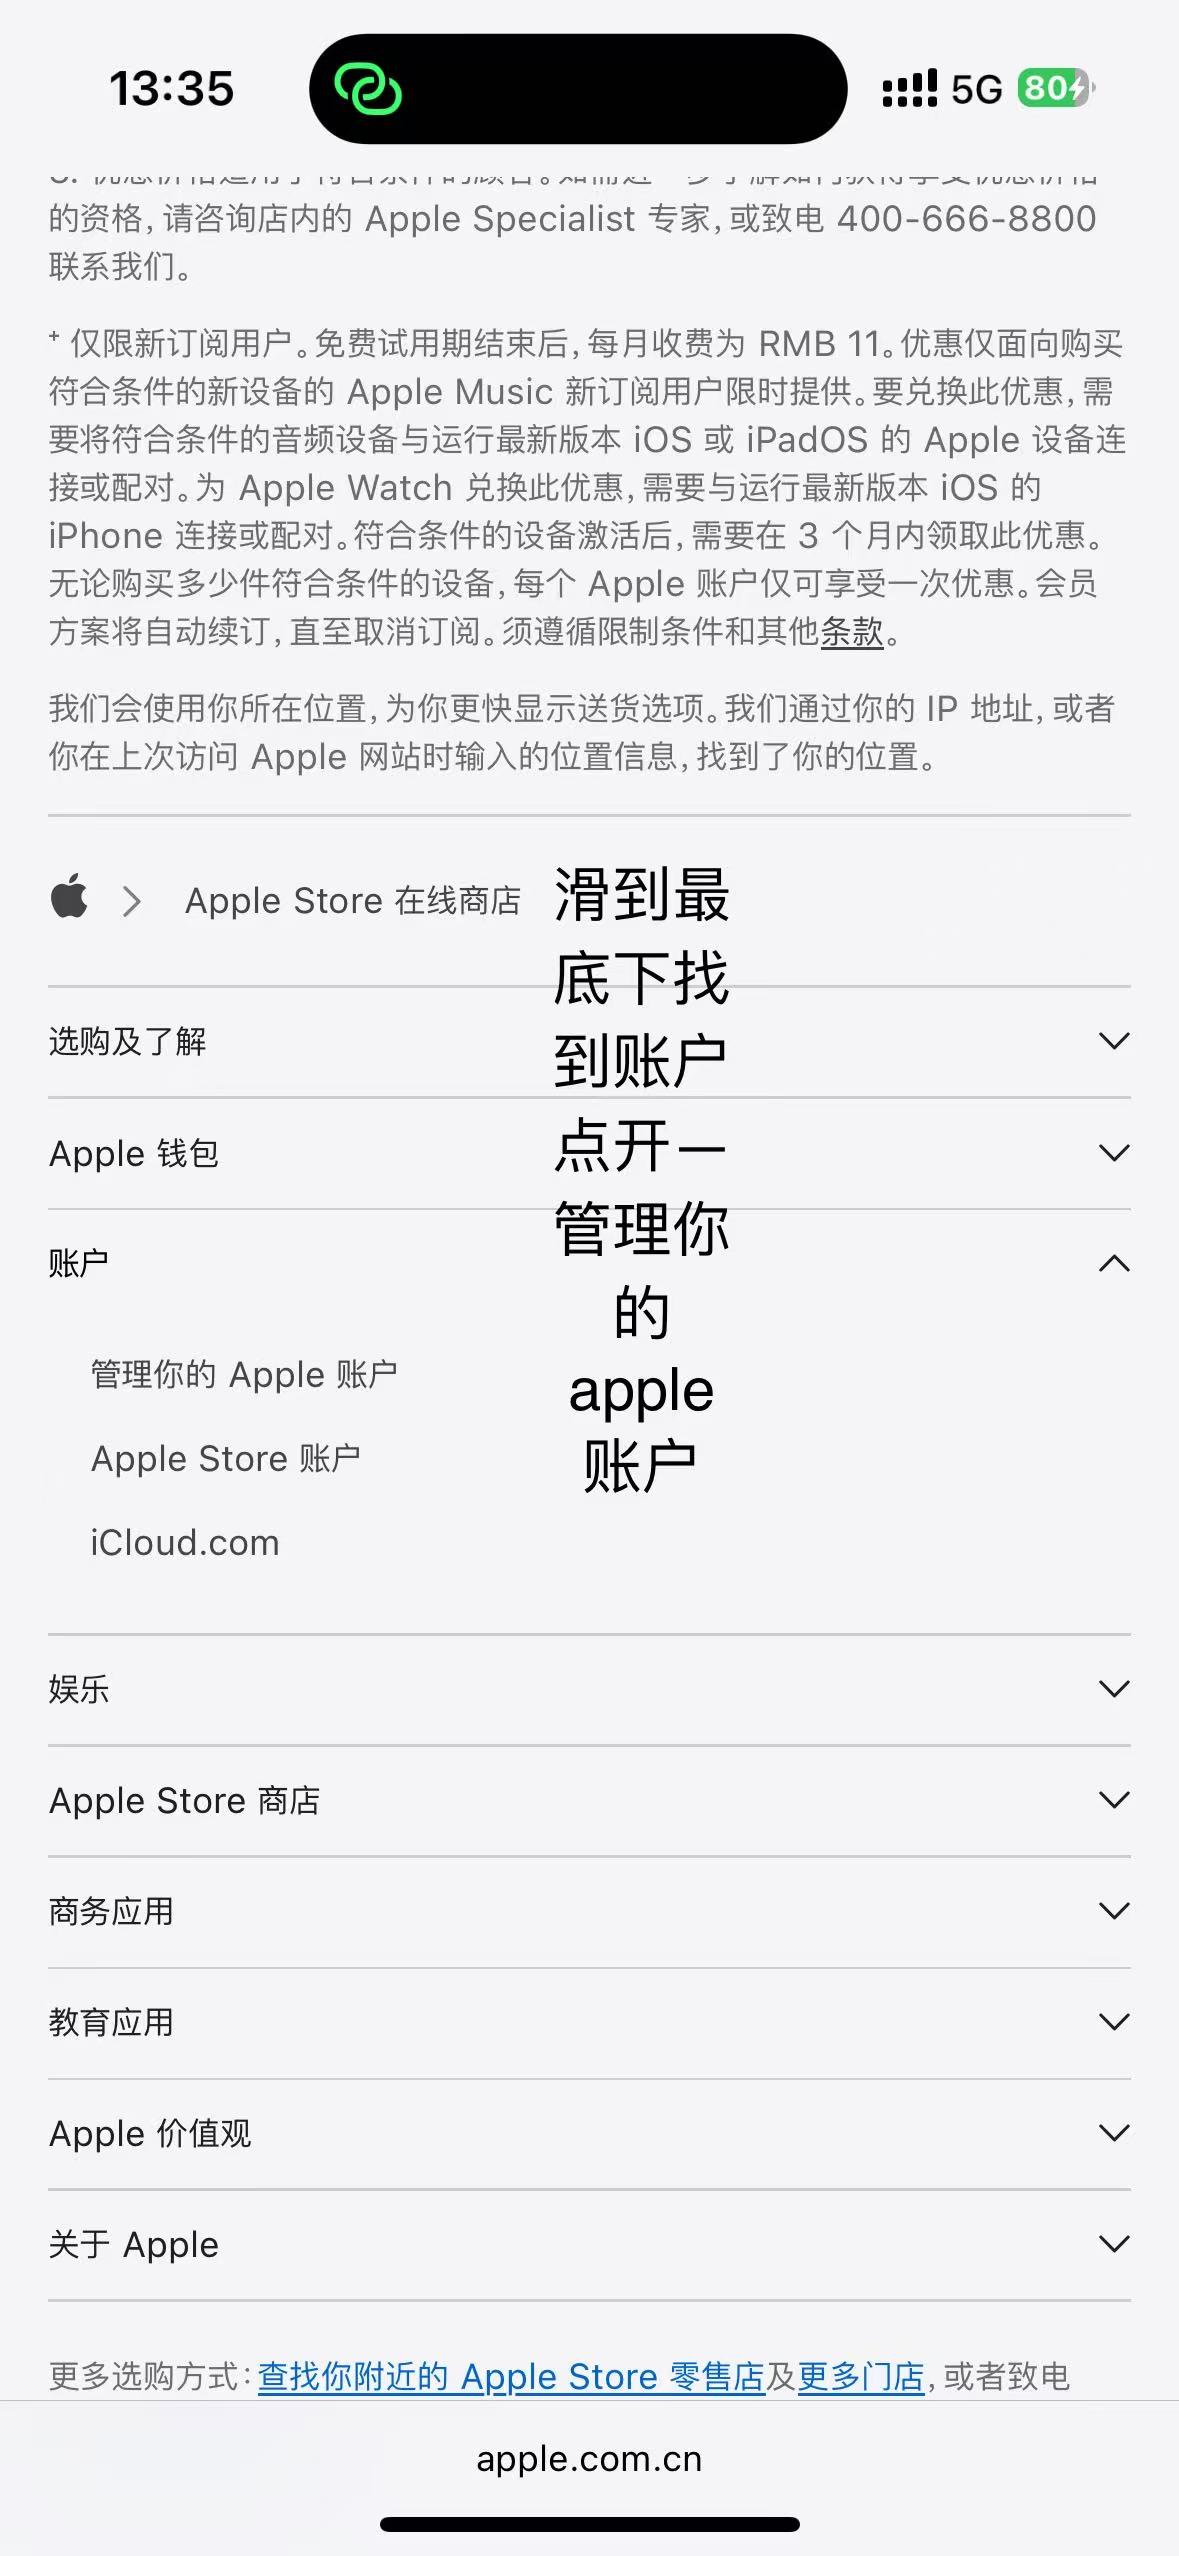 13:35
5G
80
的资格，请咨询店内的 Apple Specialist 专家，或致电 400-666-8800
联系我们。
+ 仅限新订阅用户。免费试用期结束后，每月收费为 RMB 11。优惠仅面向购买
符合条件的新设备的 Apple Music 新订阅用户限时提供。要兑换此优惠，需
要将符合条件的音频设备与运行最新版本 iOS 或 iPadOS 的 Apple 设备连
接或配对。为 Apple Watch 兑换此优惠，需要与运行最新版本 iOS 的
iPhone 连接或配对。符合条件的设备激活后，需要在 3 个月内领取此优惠。
无论购买多少件符合条件的设备，每个 Apple 账户仅可享受一次优惠。会员
方案将自动续订，直至取消订阅。须遵循限制条件和其他条款。
我们会使用你所在位置，为你更快显示送货选项。我们通过你的 IP 地址，或者
你在上次访问 Apple 网站时输入的位置信息，找到了你的位置。
Apple Store 在线商店
滑到最
底下找
到账户
点开一
管理你
的
apple
账户
选购及了解
Apple 钱包
账户
管理你的 Apple 账户
Apple Store 账户
iCloud.com
娱乐
Apple Store 商店
商务应用
教育应用
Apple 价值观
关于 Apple
更多选购方式：查找你附近的 Apple Store 零售店及更多门店，或者致电
apple.com.cn